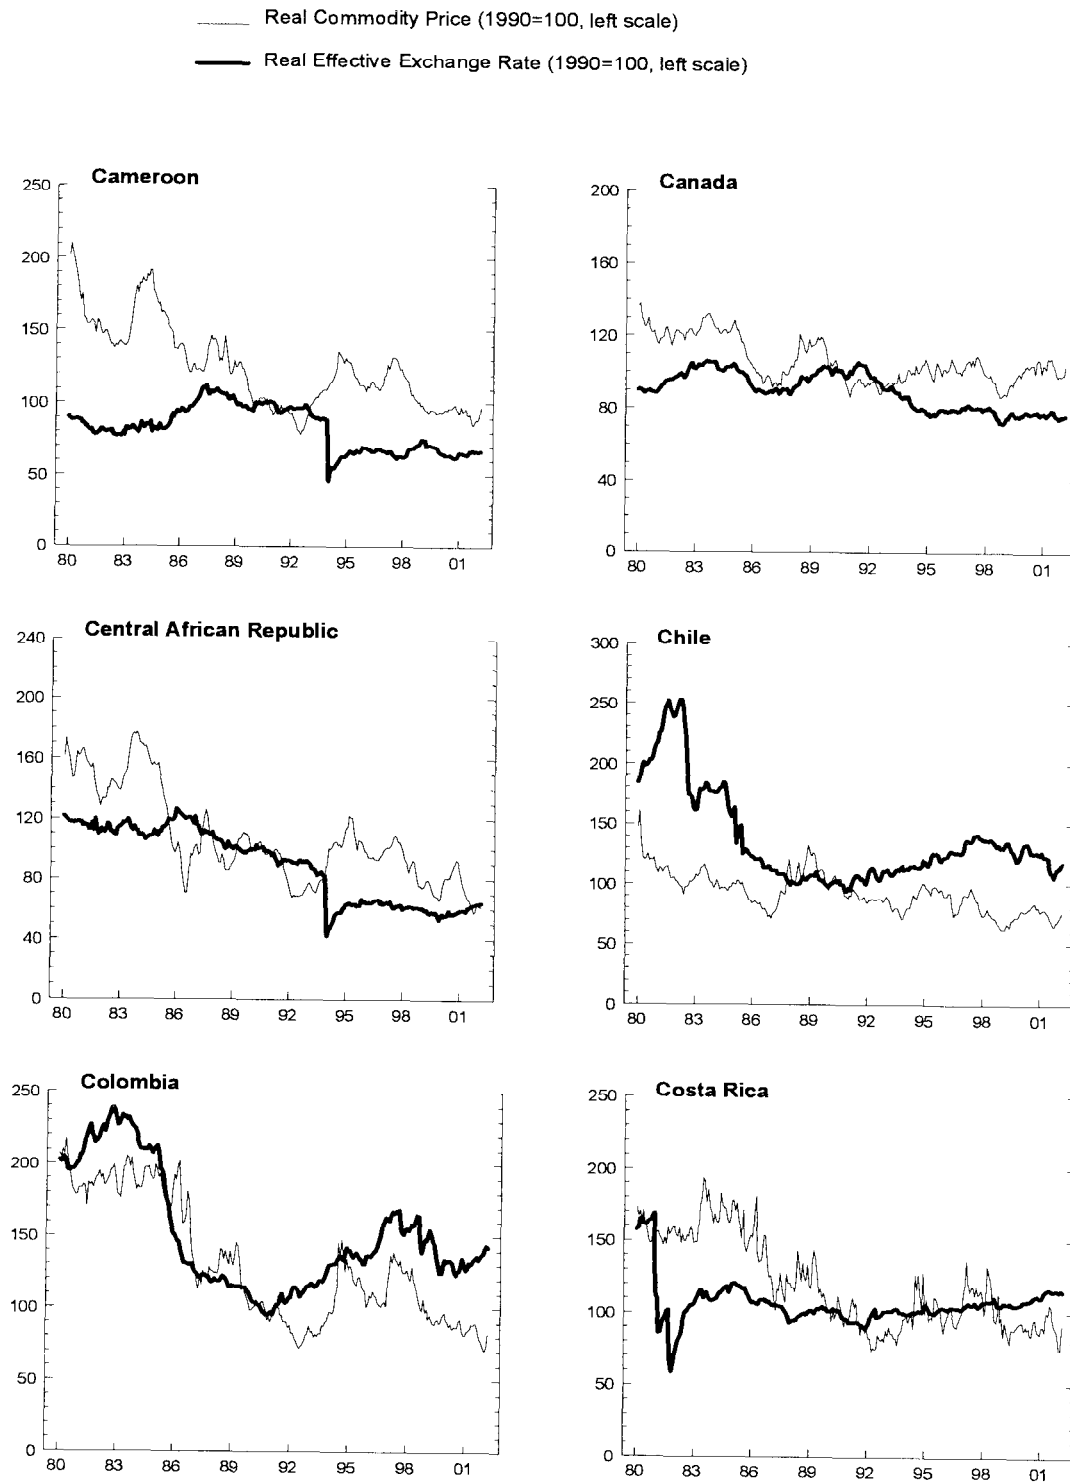 Real Commodity Price (1990=100, left scale)
Real Effective Exchange Rate (1990=100, left scale)
Cameroon
250
200
150
100
50
0
80 83 86 89 92 95 98 01
Canada
200
160
120
80
40
0
80 83 86 89 92 95 98 01
Central African Republic
240
200
160
120
80
40
0
80 83 86 89 92 95 98 01
Chile
300
250
200
150
100
50
0
80 83 86 89 92 95 98 01
Colombia
250
200
150
100
50
0
80 83 86 89 92 95 98 01
Costa Rica
250
200
150
100
50
0
80 83 86 89 92 95 98 01